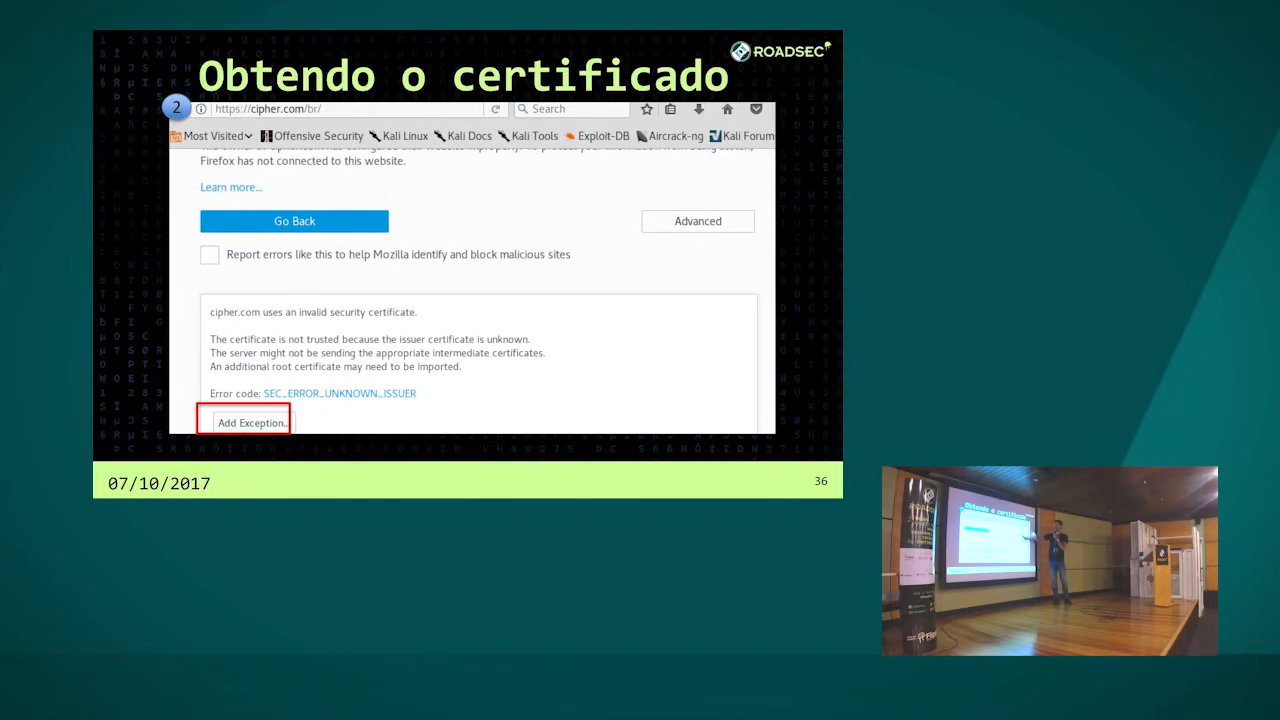 ROADSEC
Obtendo o certificado
2
https://cipher.com/br/
Search
Most Visited
Offensive Security
Kali Linux
Kali Docs
Kali Tools
Exploit-DB
Aircrack-ng
Kali Forum
Firefox has not connected to this website.
Learn more...
Go Back
Advanced
Report errors like this to help Mozilla identify and block malicious sites
cipher.com uses an invalid security certificate.
The certificate is not trusted because the issuer certificate is unknown.
The server might not be sending the appropriate intermediate certificates.
An additional root certificate may need to be imported.
Error code: SEC_ERROR_UNKNOWN_ISSUER
Add Exception..
07/10/2017
36
Obtendo o certificado